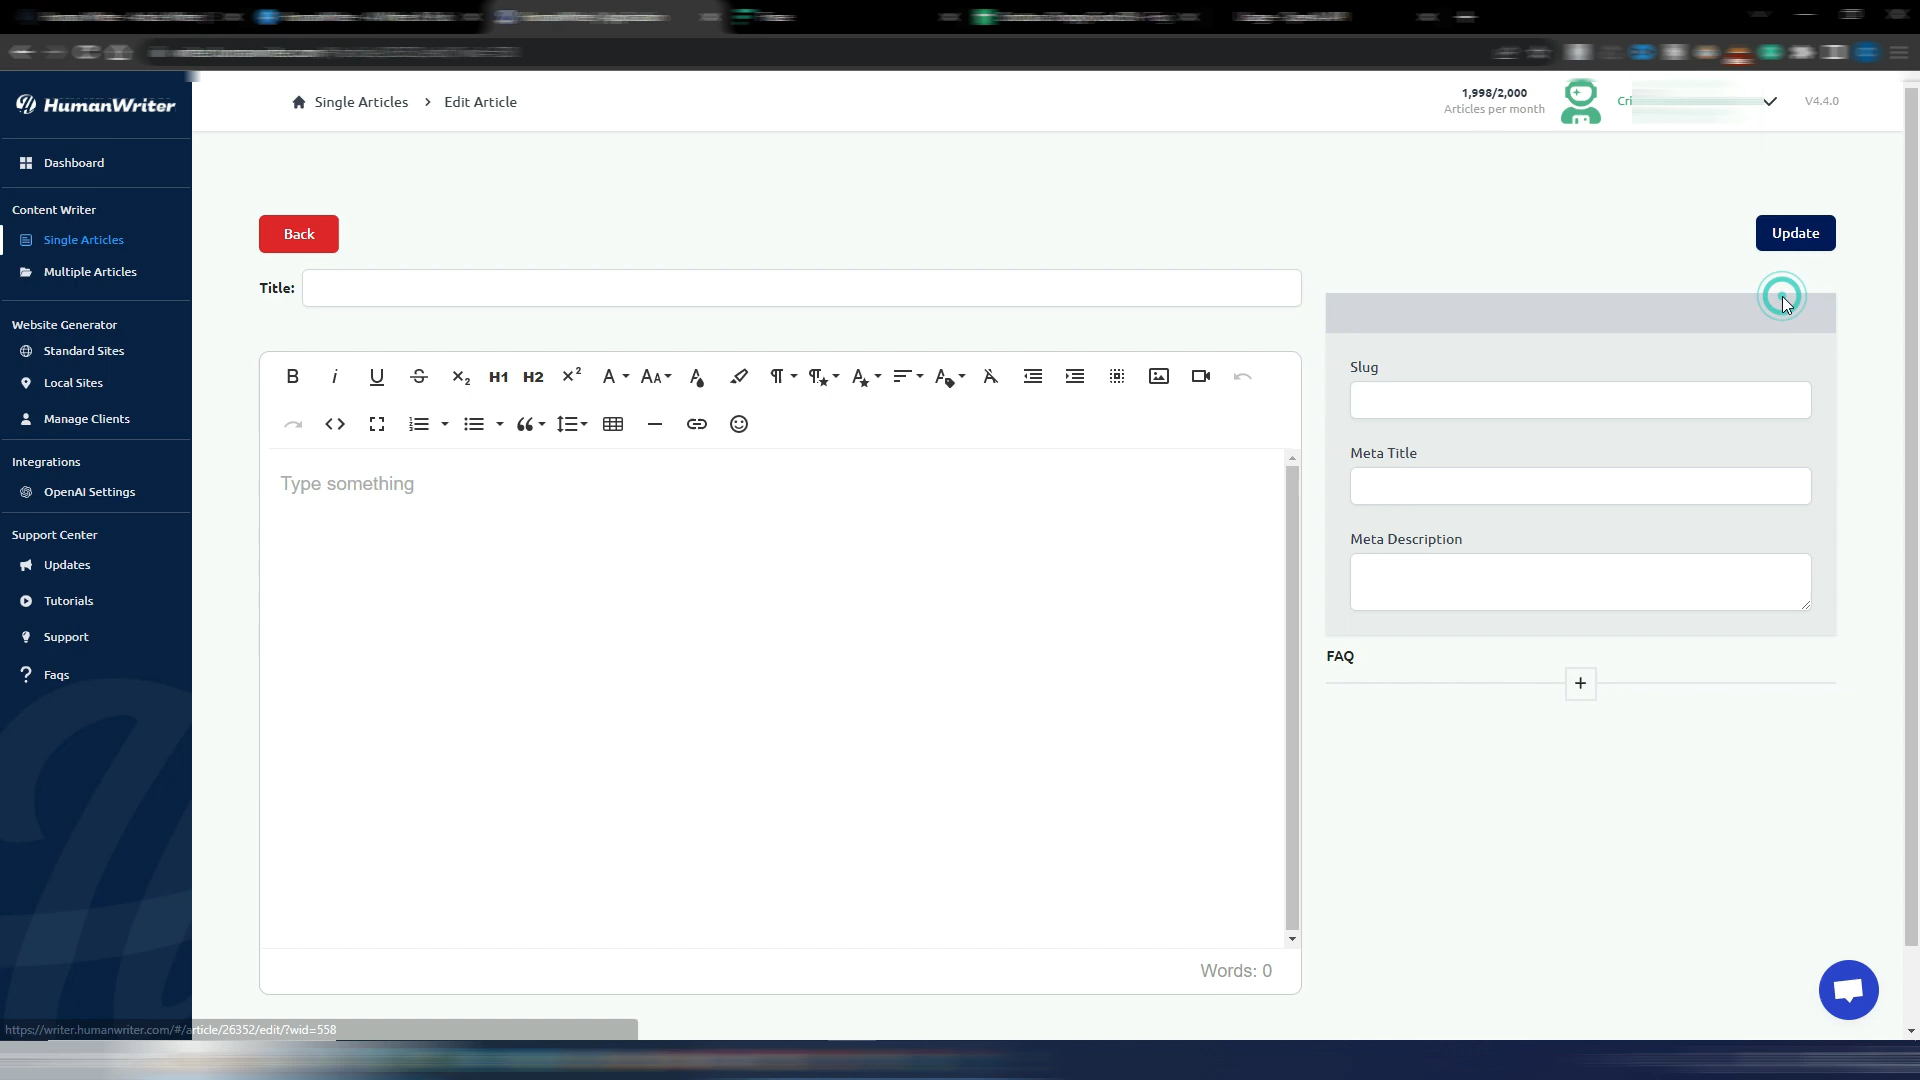 HumanWriter
Single Articles > Edit Article
1,998/2,000
Articles per month
Cri
V4.4.0
Dashboard
Content Writer
Single Articles
Multiple Articles
Website Generator
Standard Sites
Local Sites
Manage Clients
Integrations
OpenAI Settings
Support Center
Updates
Tutorials
Support
Faqs
Back
Update
Title:
B i U S X₂ H1 H2 X²
Type something
Words: 0
Slug
Meta Title
Meta Description
FAQ
+
https://writer.humanwriter.com/#/article/26352/edit/?wid=558